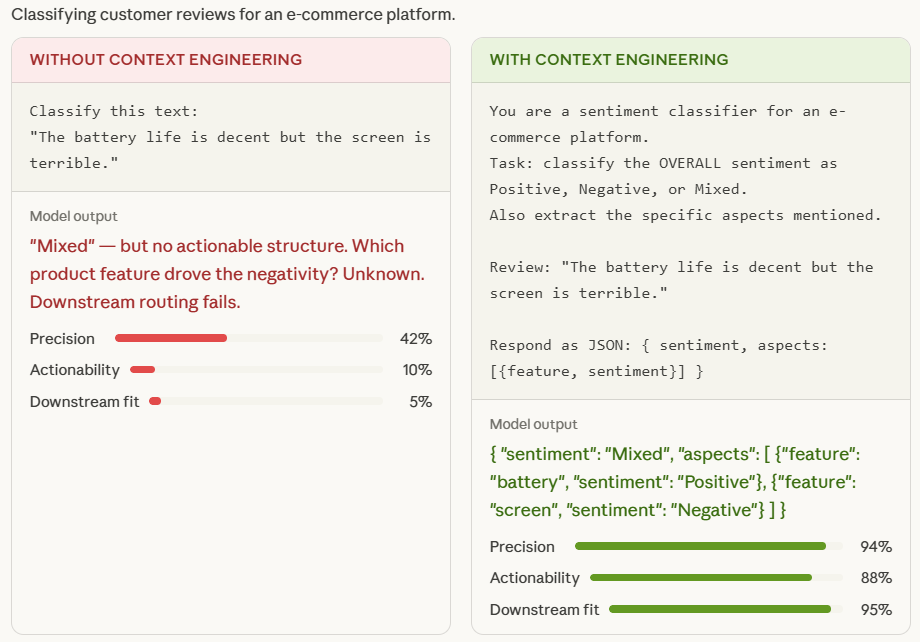 Classifying customer reviews for an e-commerce platform.
WITHOUT CONTEXT ENGINEERING
Classify this text:
"The battery life is decent but the screen is
terrible."
Model output
"Mixed" — but no actionable structure. Which
product feature drove the negativity? Unknown.
Downstream routing fails.
Precision 42%
Actionability 10%
Downstream fit 5%
WITH CONTEXT ENGINEERING
You are a sentiment classifier for an e-
commerce platform.
Task: classify the OVERALL sentiment as
Positive, Negative, or Mixed.
Also extract the specific aspects mentioned.
Review: "The battery life is decent but the
screen is terrible."
Respond as JSON: { sentiment, aspects:
[{feature, sentiment}] }
Model output
{ "sentiment": "Mixed", "aspects": [ {"feature":
"battery", "sentiment": "Positive"}, {"feature":
"screen", "sentiment": "Negative"} ] }
Precision 94%
Actionability 88%
Downstream fit 95%